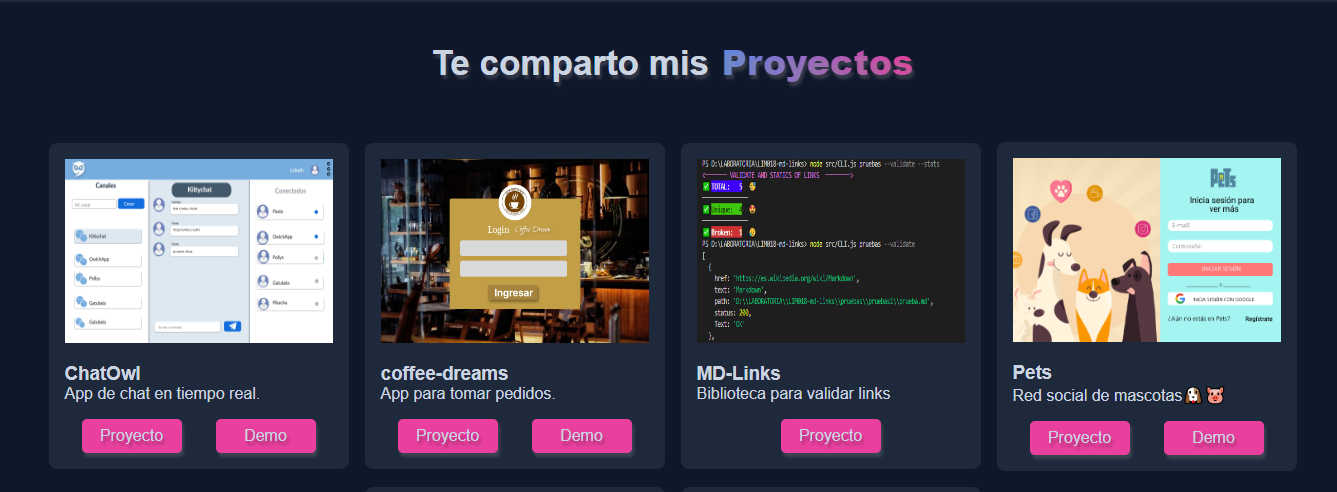 Te comparto mis Proyectos
Canales
Kittychat
Conectados
Crear
Kittychat
OwlchApp
Pollys
Gatubela
Gatubela
Paola
OwlchApp
Pollys
Gatubela
Pikachu
ChatOwl
App de chat en tiempo real.
Proyecto
Demo
Login Coffee Dream
Ingresar
coffee-dreams
App para tomar pedidos.
Proyecto
Demo
PS D:\LABORATORIA\LIM018-md-links> node src/CLI.js pruebas --validate --stats
VALIDATE AND STATICS OF LINKS
✅ TOTAL: 5
✅ Unique: 4
✅ Broken: 1
PS D:\LABORATORIA\LIM018-md-links> node src/CLI.js pruebas --validate
[
{
href: 'https://es.wikipedia.org/wiki/Markdown',
text: 'Markdown',
path: 'D:\\LABORATORIA\\LIM018-md-links\\pruebas\\pruebas1\\prueba.md',
status: 200,
Text: 'OK'
},
MD-Links
Biblioteca para validar links
Proyecto
PETS
Inicia sesión para
ver más
E-mail
Contraseña
INICIAR SESIÓN
INICIA SESIÓN CON GOOGLE
¿Aún no estás en Pets? Regístrate
Pets
Red social de mascotas🐶🐷
Proyecto
Demo